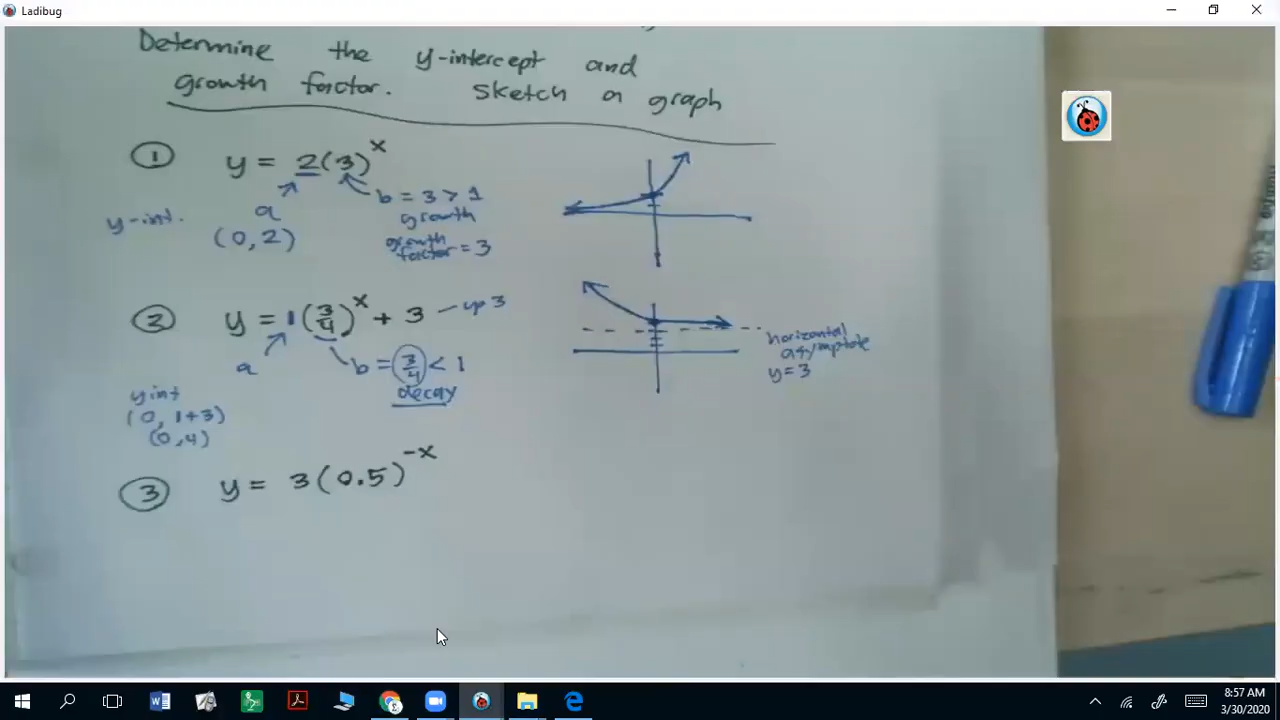 Ladibug
Determine the y-intercept and
growth factor. Sketch a graph
① y = 2(3)^x
b = 3 > 1
growth
y-int. a
(0, 2)
growth
factor = 3
② y = 1(3/4)^x + 3 — up 3
a b = 3/4 < 1
decay
horizontal
asymptote
y = 3
y int
(0, 1+3)
(0, 4)
③ y = 3(0.5)^-x
8:57 AM
3/30/2020